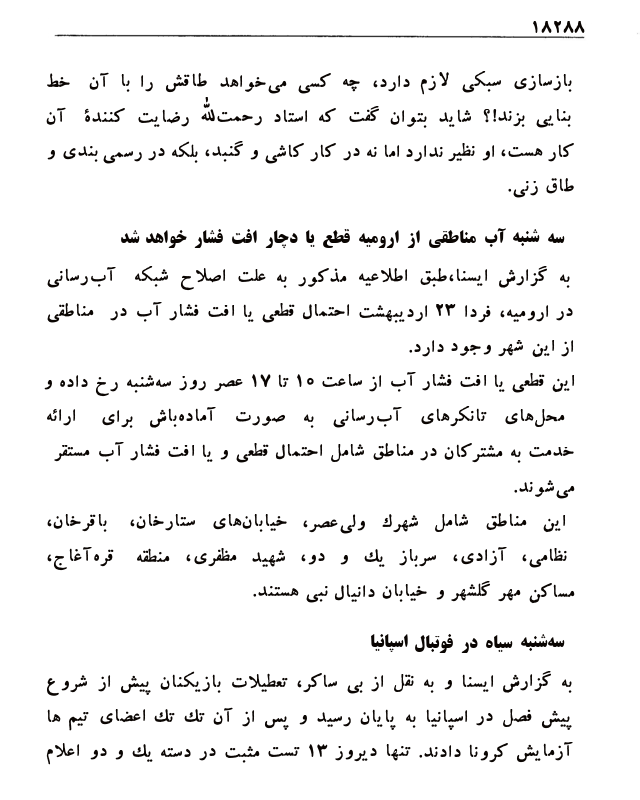 ۱۸۲۸۸
بازسازی سبکی لازم دارد، چه کسی می‌خواهد طاقش را با آن خط
بنایی بزند!؟ شاید بتوان گفت که استاد رحمت‌الله رضایت کنندهٔ آن
کار هست، او نظیر ندارد اما نه در کار کاشی و گنبد، بلکه در رسمی بندی و
طاق زنی.
سه شنبه آب مناطقی از ارومیه قطع یا دچار افت فشار خواهد شد
به گزارش ایسنا،طبق اطلاعیه مذکور به علت اصلاح شبکه آب‌رسانی
در ارومیه، فردا ۲۳ اردیبهشت احتمال قطعی یا افت فشار آب در مناطقی
از این شهر وجود دارد.
این قطعی یا افت فشار آب از ساعت ۱۰ تا ۱۷ عصر روز سه‌شنبه رخ داده و
محل‌های تانکرهای آب‌رسانی به صورت آماده‌باش برای ارائه
خدمت به مشترکان در مناطق شامل احتمال قطعی و یا افت فشار آب مستقر
می‌شوند.
این مناطق شامل شهرك ولی‌عصر، خیابان‌های ستارخان، باقرخان،
نظامی، آزادی، سرباز یك و دو، شهید مظفری، منطقه قره‌آغاج،
مساکن مهر گلشهر و خیابان دانیال نبی هستند.
سه‌شنبه سیاه در فوتبال اسپانیا
به گزارش ایسنا و به نقل از بی ساکر، تعطیلات بازیکنان پیش از شروع
پیش فصل در اسپانیا به پایان رسید و پس از آن تك تك اعضای تیم ها
آزمایش کرونا دادند. تنها دیروز ۱۳ تست مثبت در دسته یك و دو اعلام